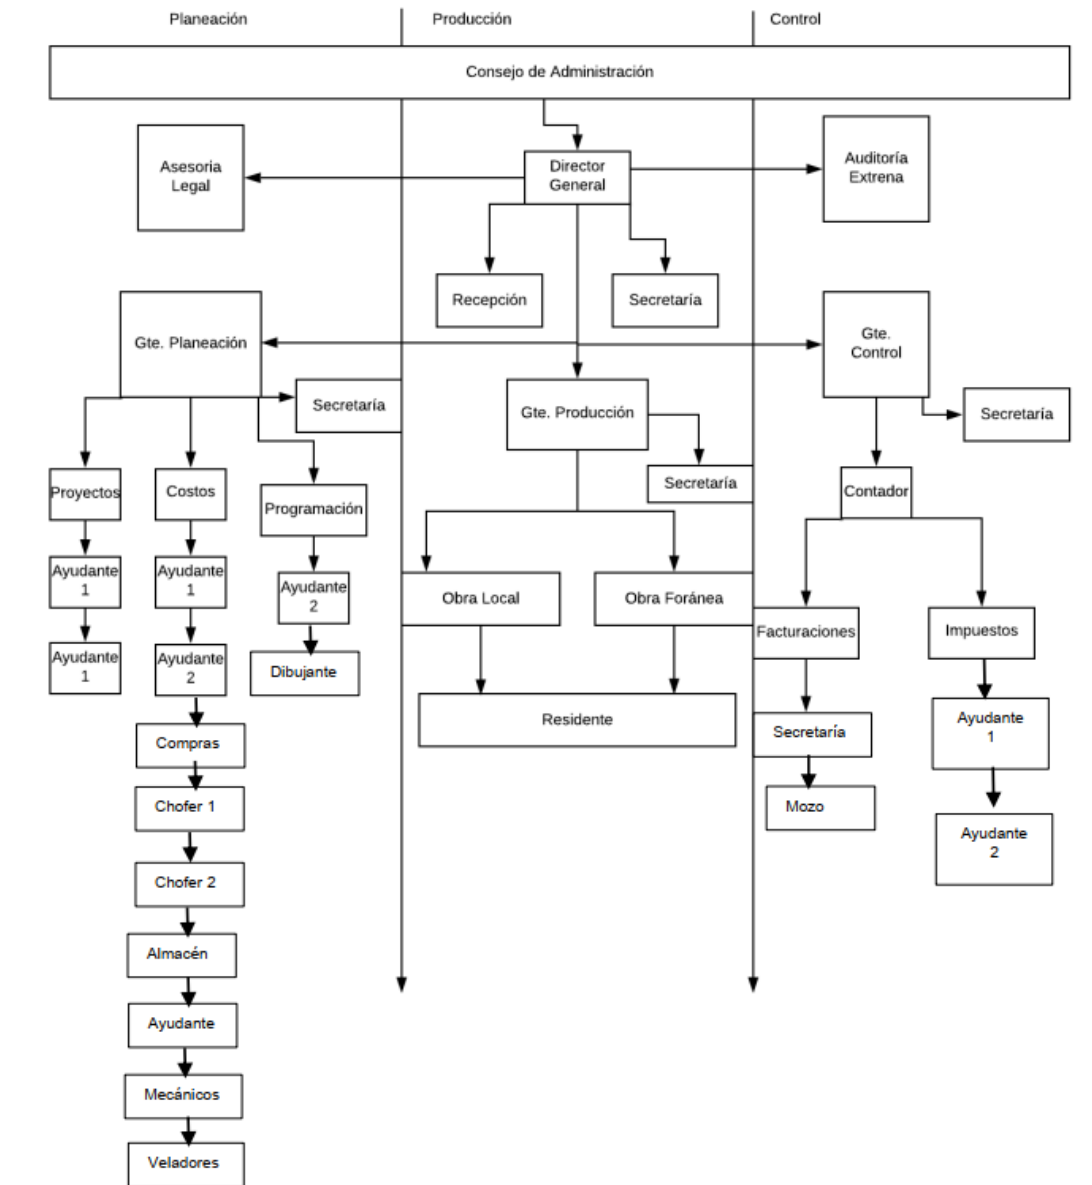 Planeación
Producción
Control
Consejo de Administración
Asesoria
Legal
Director
General
Auditoría
Extrena
Recepción
Secretaría
Gte. Planeación
Gte.
Control
Secretaría
Gte. Producción
Secretaría
Secretaría
Proyectos
Costos
Programación
Contador
Ayudante
1
Ayudante
1
Ayudante
2
Obra Local
Obra Foránea
Facturaciones
Impuestos
Ayudante
1
Ayudante
2
Dibujante
Residente
Secretaría
Ayudante
1
Compras
Chofer 1
Mozo
Ayudante
2
Chofer 2
Almacén
Ayudante
Mecánicos
Veladores